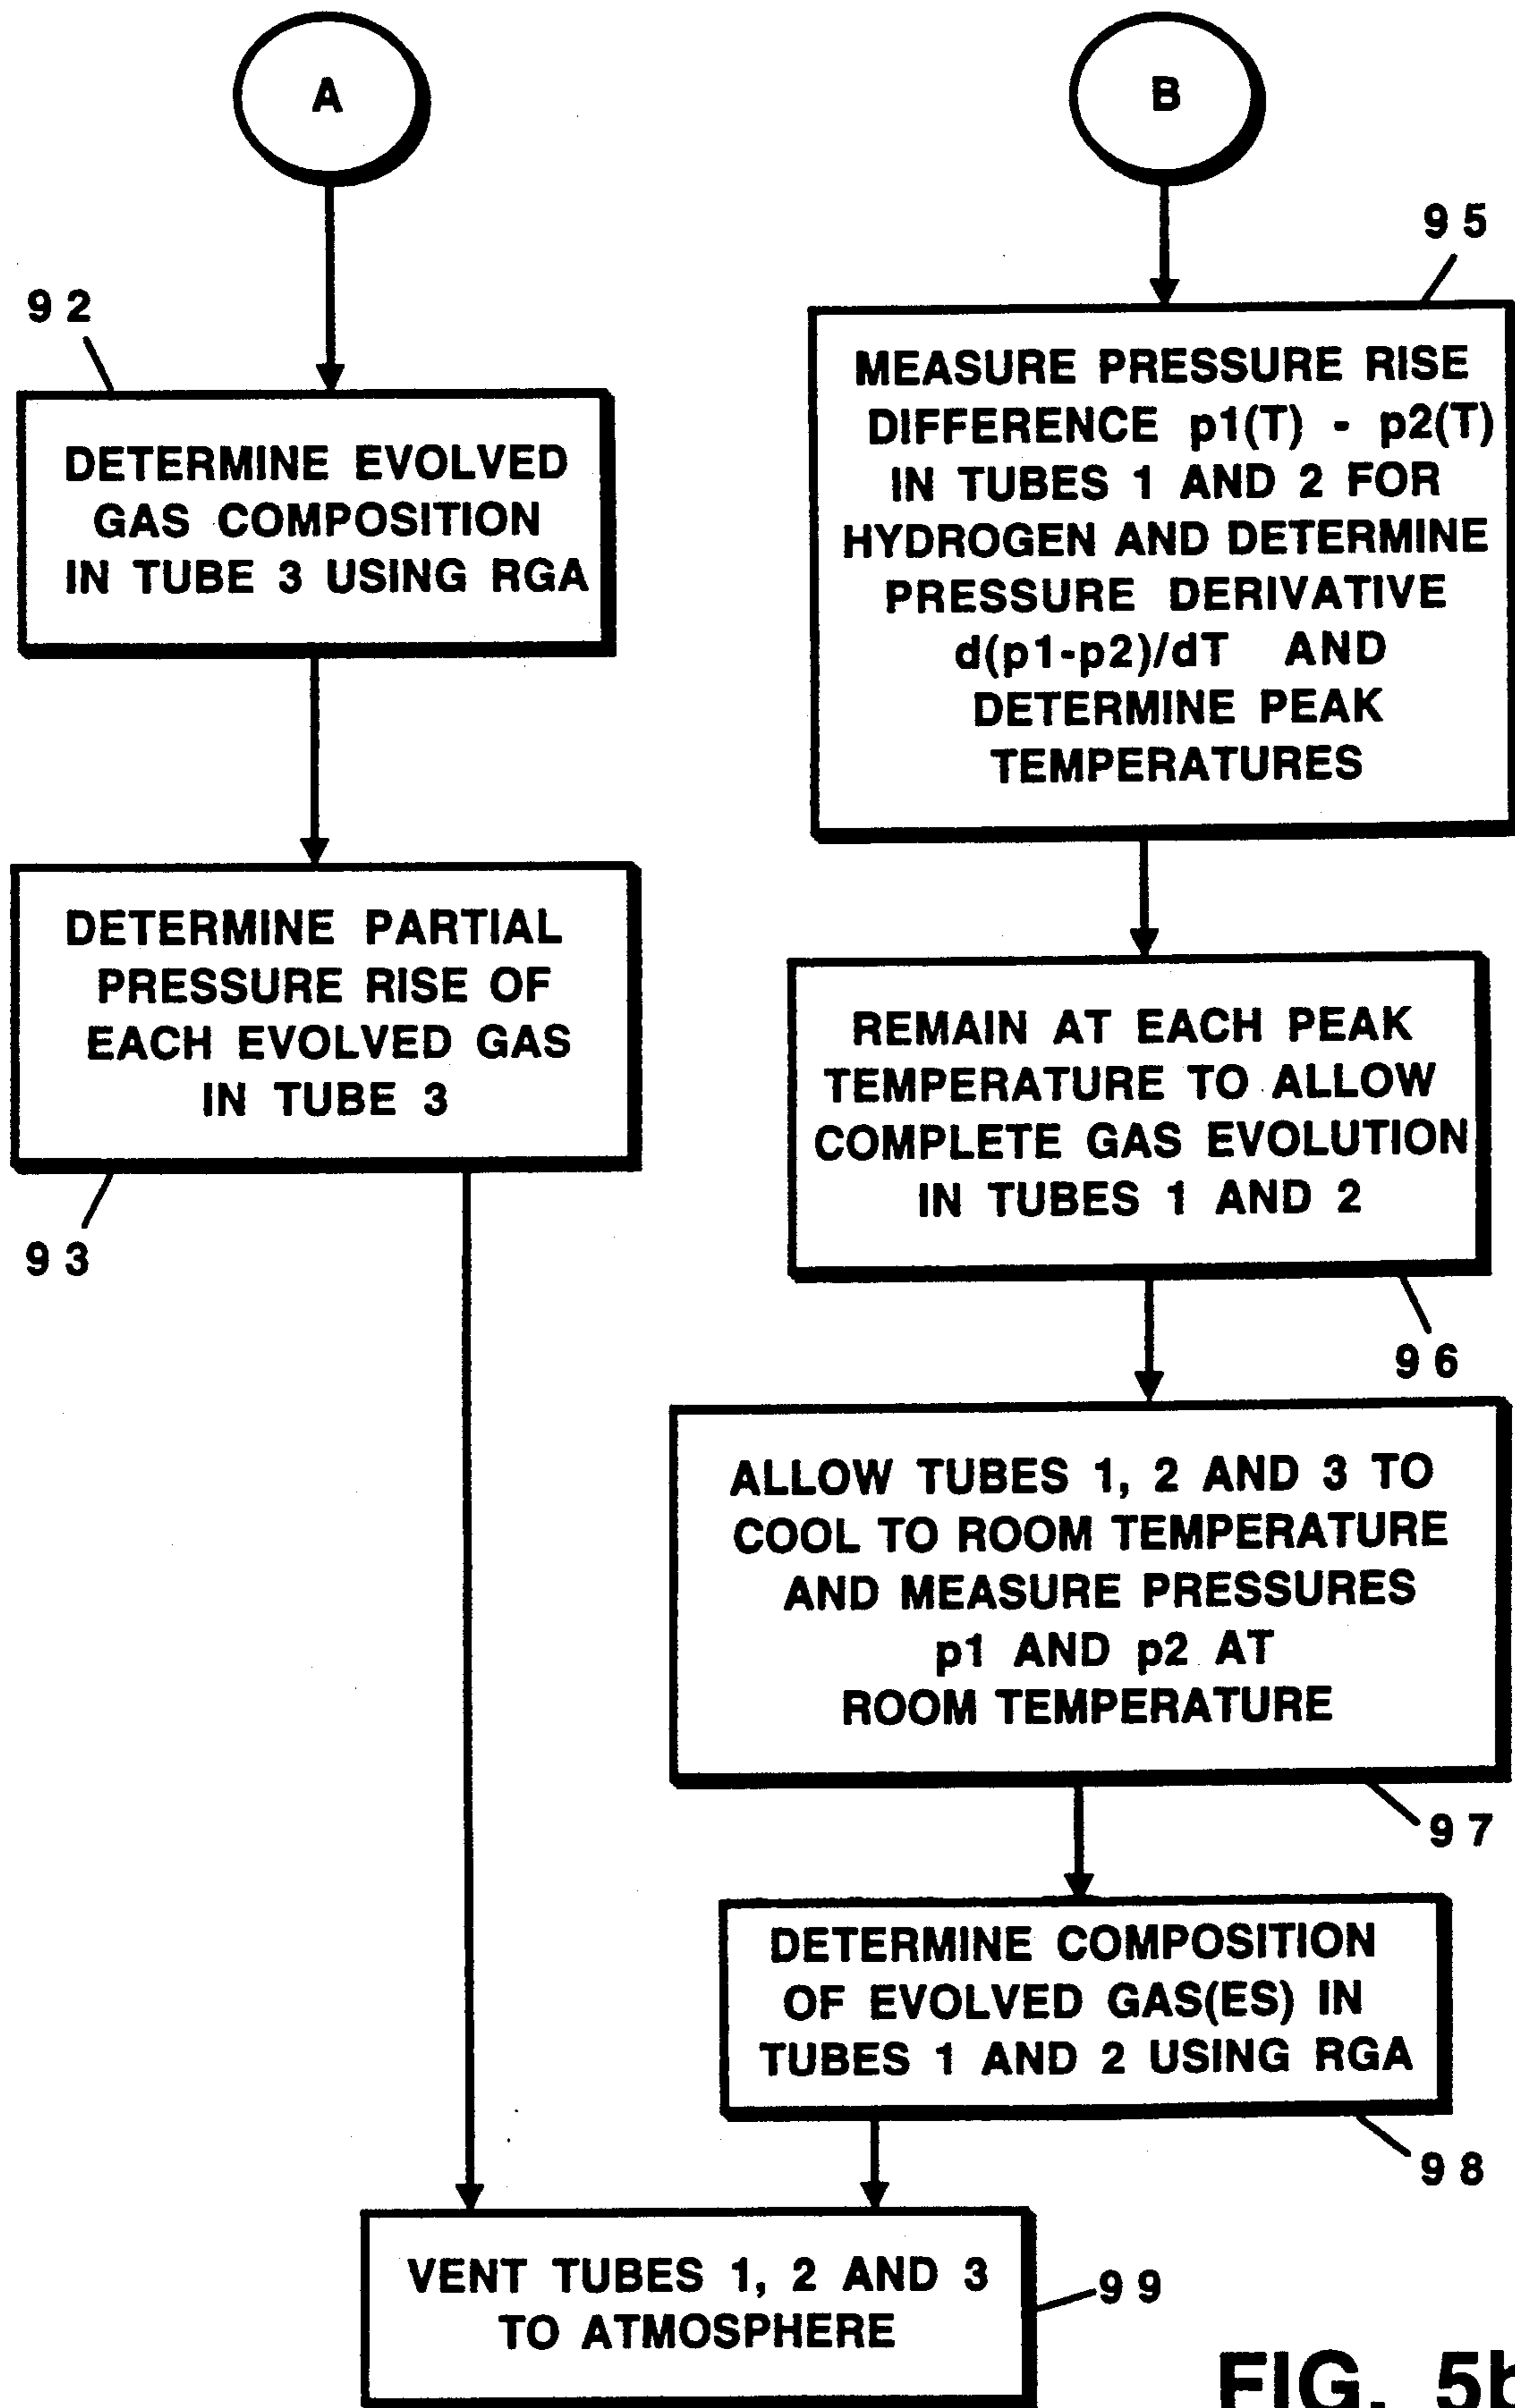 A
92
DETERMINE EVOLVED
GAS COMPOSITION
IN TUBE 3 USING RGA
DETERMINE PARTIAL
PRESSURE RISE OF
EACH EVOLVED GAS
IN TUBE 3
93
B
95
MEASURE PRESSURE RISE
DIFFERENCE p1(T) - p2(T)
IN TUBES 1 AND 2 FOR
HYDROGEN AND DETERMINE
PRESSURE DERIVATIVE
d(p1-p2)/dT AND
DETERMINE PEAK
TEMPERATURES
REMAIN AT EACH PEAK
TEMPERATURE TO ALLOW
COMPLETE GAS EVOLUTION
IN TUBES 1 AND 2
96
ALLOW TUBES 1, 2 AND 3 TO
COOL TO ROOM TEMPERATURE
AND MEASURE PRESSURES
p1 AND p2 AT
ROOM TEMPERATURE
97
DETERMINE COMPOSITION
OF EVOLVED GAS(ES) IN
TUBES 1 AND 2 USING RGA
98
VENT TUBES 1, 2 AND 3
TO ATMOSPHERE
99
FIG. 5b